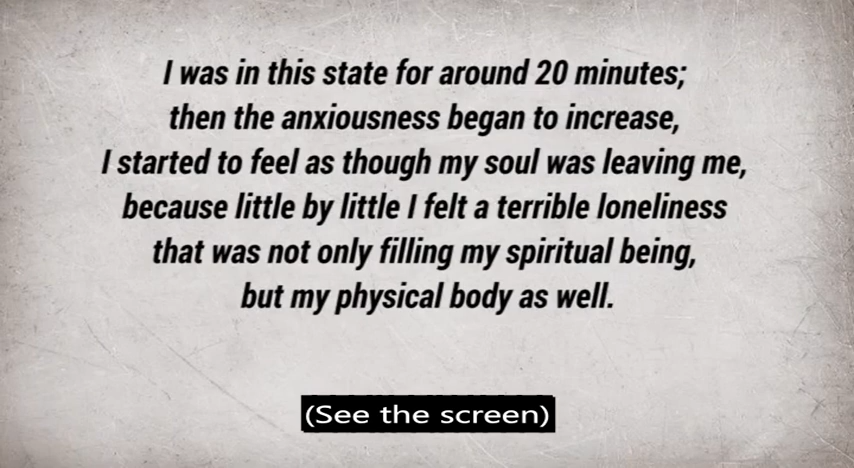 I was in this state for around 20 minutes;
then the anxiousness began to increase,
I started to feel as though my soul was leaving me,
because little by little I felt a terrible loneliness
that was not only filling my spiritual being,
but my physical body as well.
(See the screen)